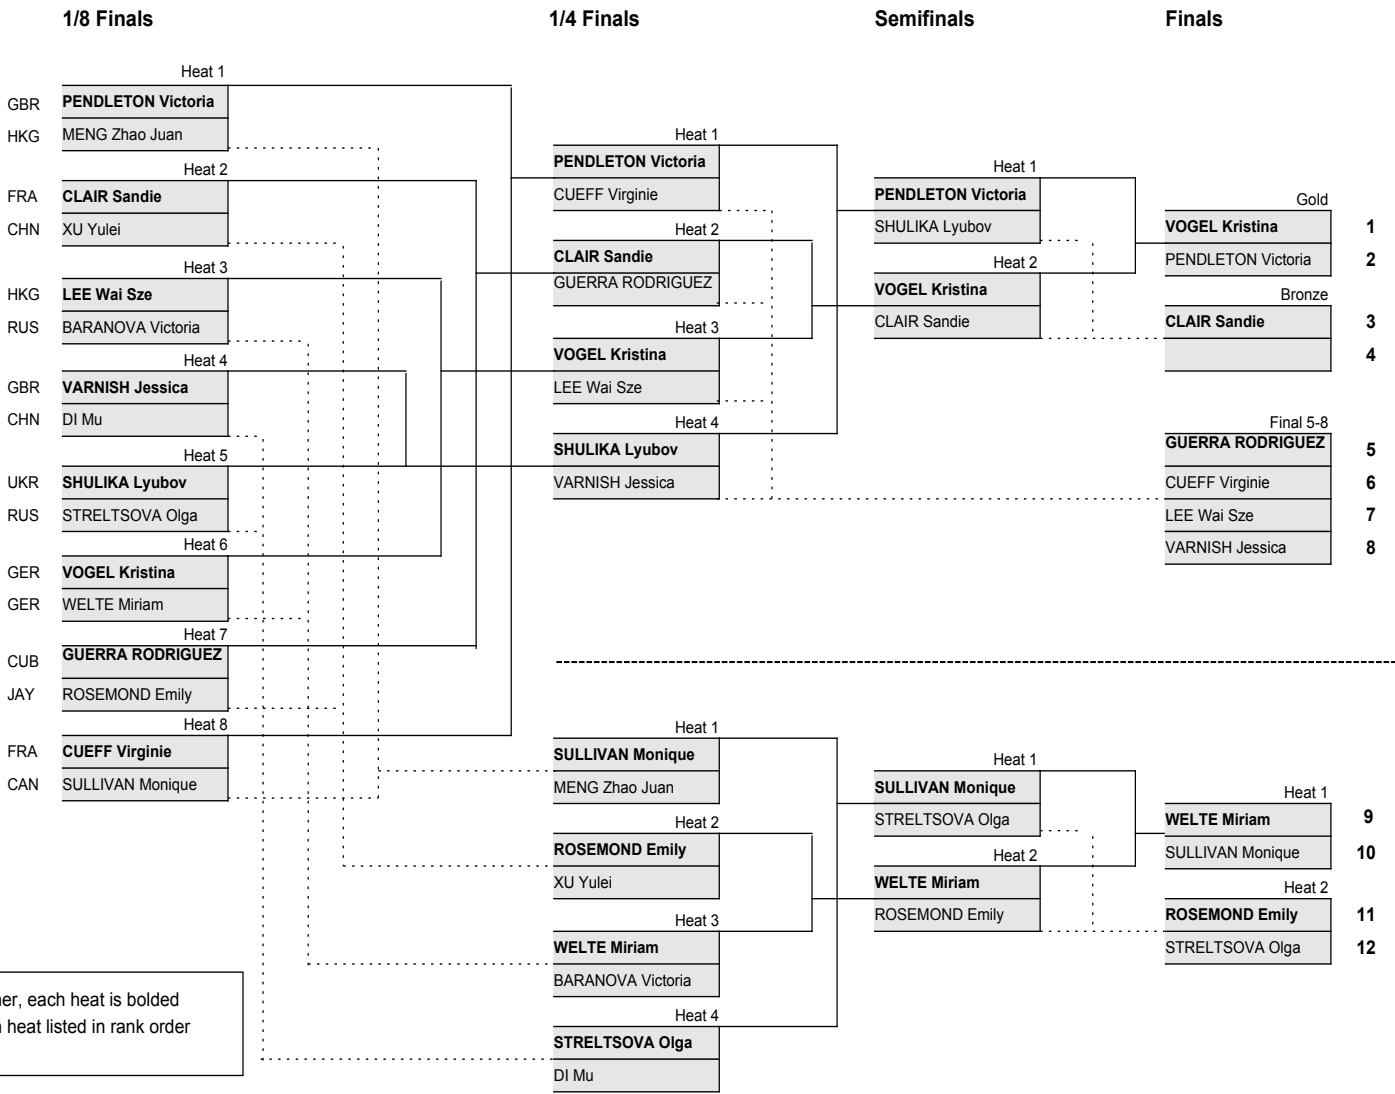 1/8 Finals 1/4 Finals Semifinals Finals
Heat 1
GBR PENDLETON Victoria
HKG MENG Zhao Juan
Heat 2
FRA CLAIR Sandie
CHN XU Yulei
Heat 3
HKG LEE Wai Sze
RUS BARANOVA Victoria
Heat 4
GBR VARNISH Jessica
CHN DI Mu
Heat 5
UKR SHULIKA Lyubov
RUS STRELTSOVA Olga
Heat 6
GER VOGEL Kristina
GER WELTE Miriam
Heat 7
CUB GUERRA RODRIGUEZ
JAY ROSEMOND Emily
Heat 8
FRA CUEFF Virginie
CAN SULLIVAN Monique
Heat 1
PENDLETON Victoria
CUEFF Virginie
Heat 2
CLAIR Sandie
GUERRA RODRIGUEZ
Heat 3
VOGEL Kristina
LEE Wai Sze
Heat 4
SHULIKA Lyubov
VARNISH Jessica
Heat 1
PENDLETON Victoria
SHULIKA Lyubov
Heat 2
VOGEL Kristina
CLAIR Sandie
Gold
VOGEL Kristina 1
PENDLETON Victoria 2
Bronze
CLAIR Sandie 3
4
Final 5-8
GUERRA RODRIGUEZ 5
CUEFF Virginie 6
LEE Wai Sze 7
VARNISH Jessica 8
Heat 1
SULLIVAN Monique
MENG Zhao Juan
Heat 2
ROSEMOND Emily
XU Yulei
Heat 3
WELTE Miriam
BARANOVA Victoria
Heat 4
STRELTSOVA Olga
DI Mu
Heat 1
SULLIVAN Monique
STRELTSOVA Olga
Heat 2
WELTE Miriam
ROSEMOND Emily
Heat 1
WELTE Miriam 9
SULLIVAN Monique 10
Heat 2
ROSEMOND Emily 11
STRELTSOVA Olga 12
each heat is bolded
heat listed in rank order